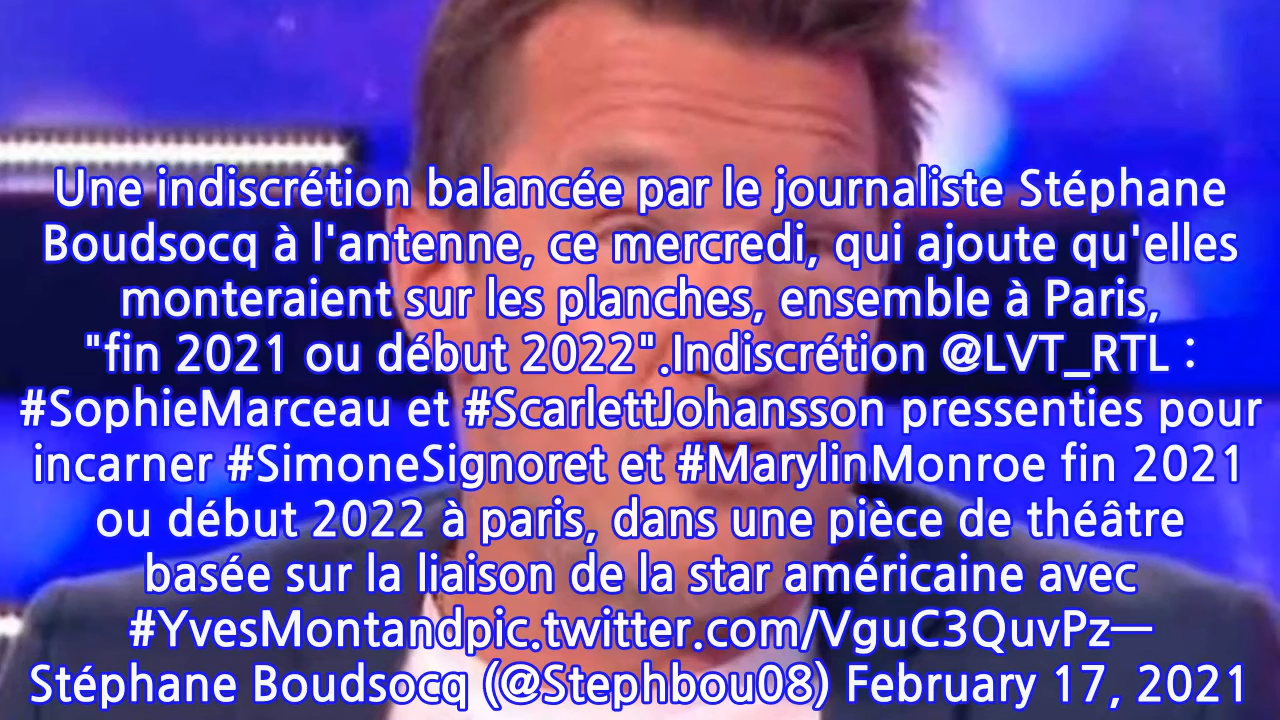 Une indiscrétion balancée par le journaliste Stéphane
Boudsocq à l'antenne, ce mercredi, qui ajoute qu'elles
monteraient sur les planches, ensemble à Paris,
"fin 2021 ou début 2022".Indiscrétion @LVT_RTL :
#SophieMarceau et #ScarlettJohansson pressenties pour
incarner #SimoneSignoret et #MarylinMonroe fin 2021
ou début 2022 à paris, dans une pièce de théâtre
basée sur la liaison de la star américaine avec
#YvesMontandpic.twitter.com/VguC3QuvPz—
Stéphane Boudsocq (@Stephbou08) February 17, 2021